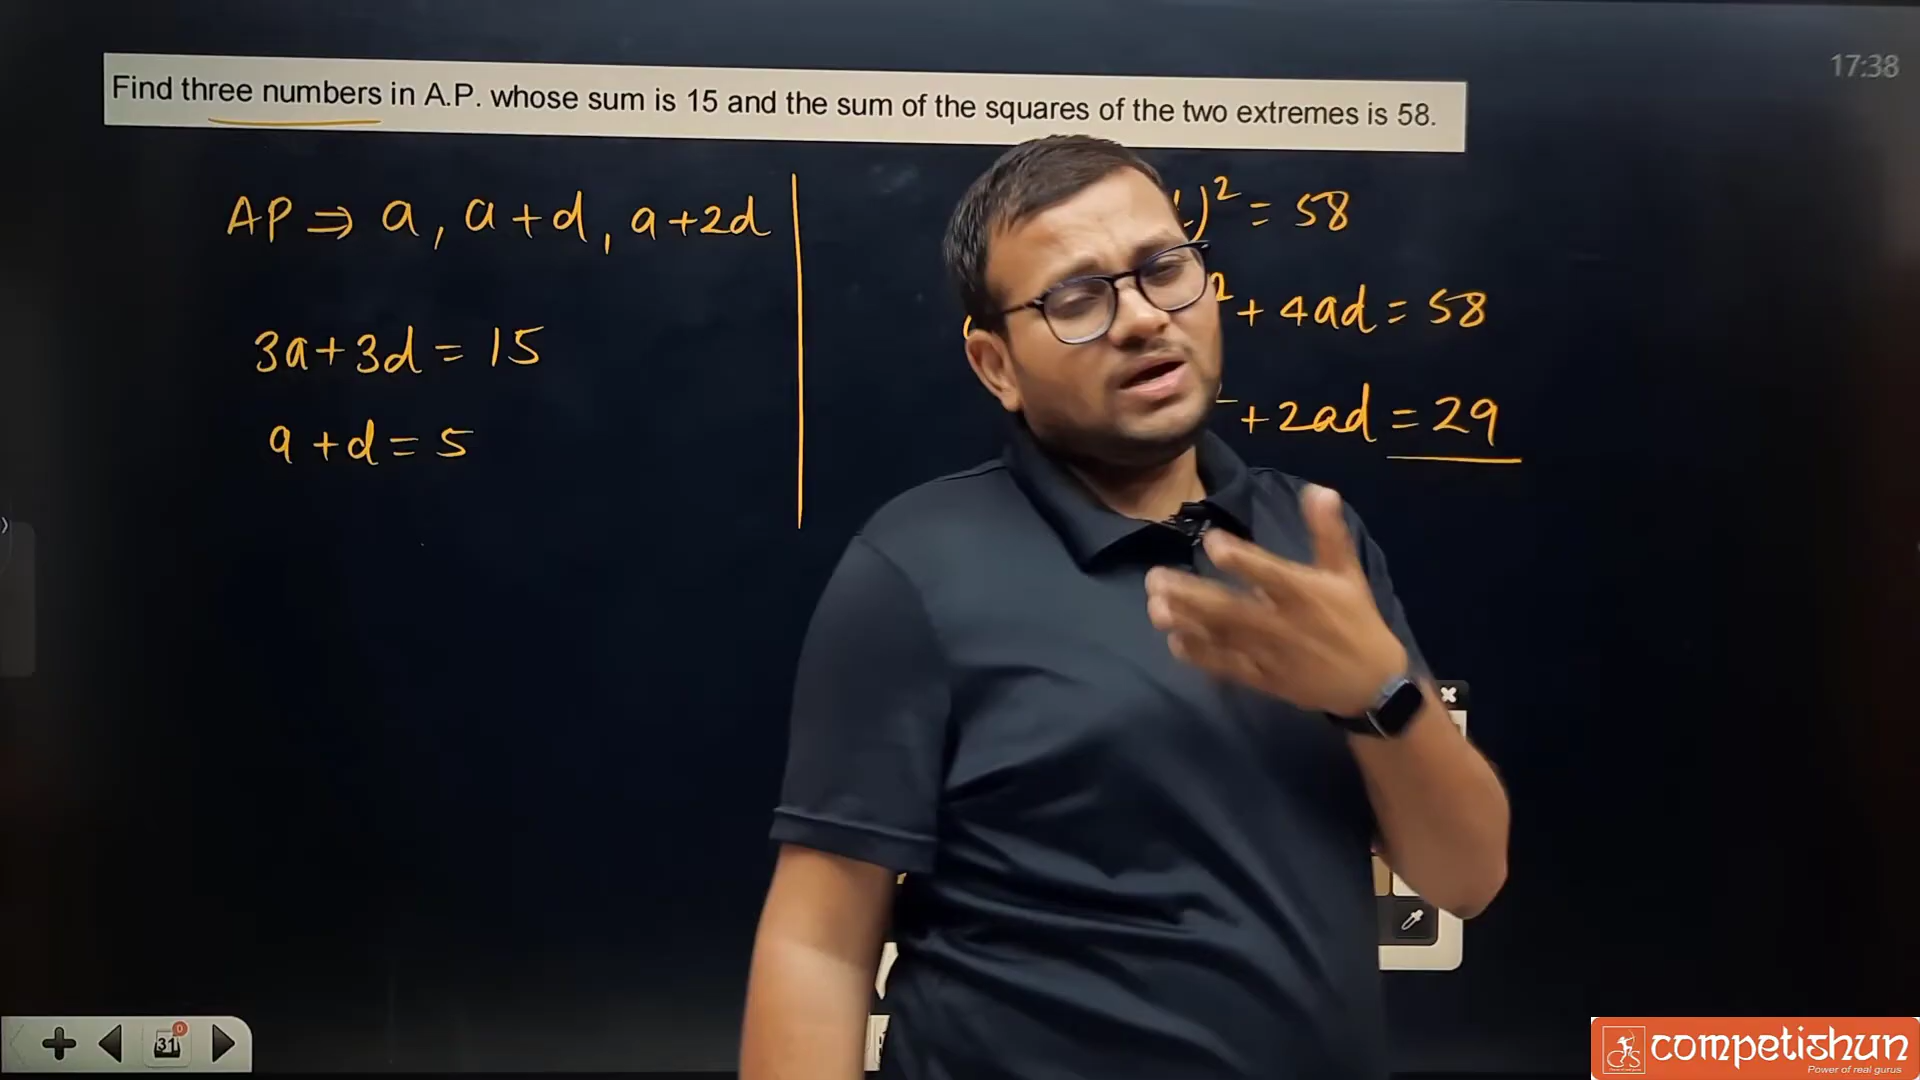 17:38
Find three numbers in A.P. whose sum is 15 and the sum of the squares of the two extremes is 58.
AP ⇒ a, a+d, a+2d
3a+3d = 15
a+d = 5
)² = 58
² + 4ad = 58
+2ad = 29
31
0
competishun
Power of real gurus